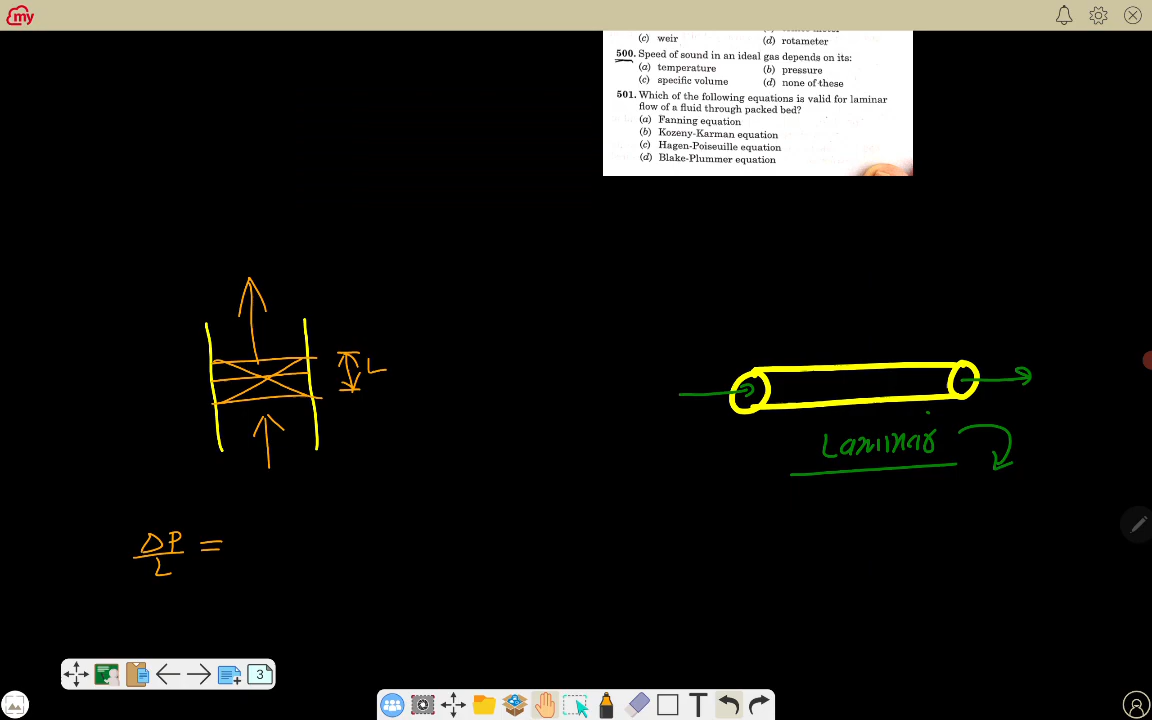 my
(c) weir (d) rotameter
500. Speed of sound in an ideal gas depends on its:
(a) temperature (b) pressure
(c) specific volume (d) none of these
501. Which of the following equations is valid for laminar
flow of a fluid through packed bed?
(a) Fanning equation
(b) Kozeny-Karman equation
(c) Hagen-Poiseuille equation
(d) Blake-Plummer equation
L
Laminar
ΔP/L =
3
T